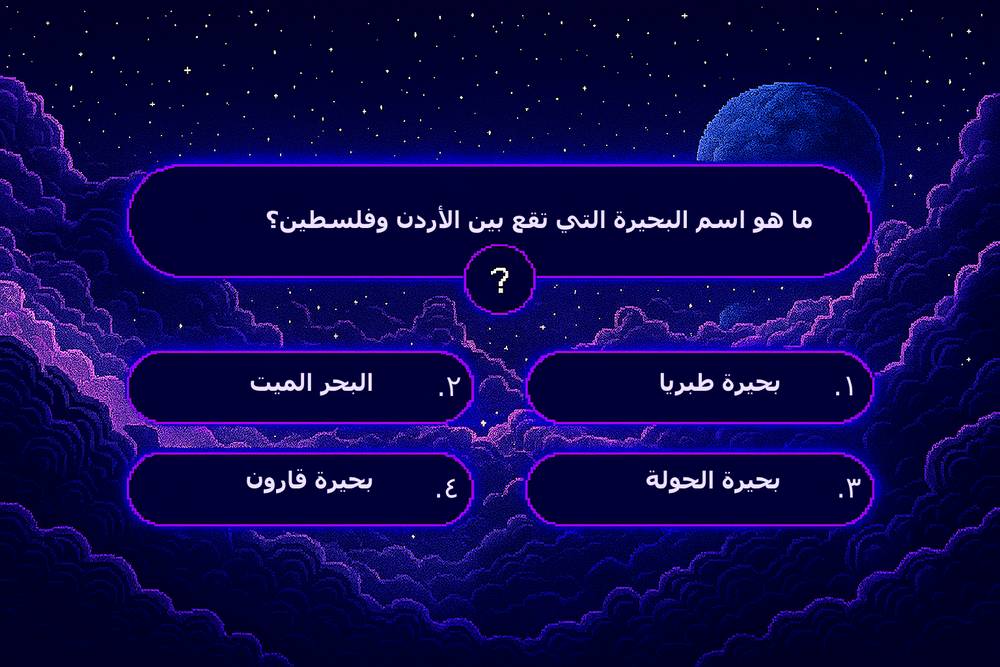 ما هو اسم البحيرة التي تقع بين الأردن وفلسطين؟
?
١. بحيرة طبريا
٢. البحر الميت
٣. بحيرة الحولة
٤. بحيرة قارون